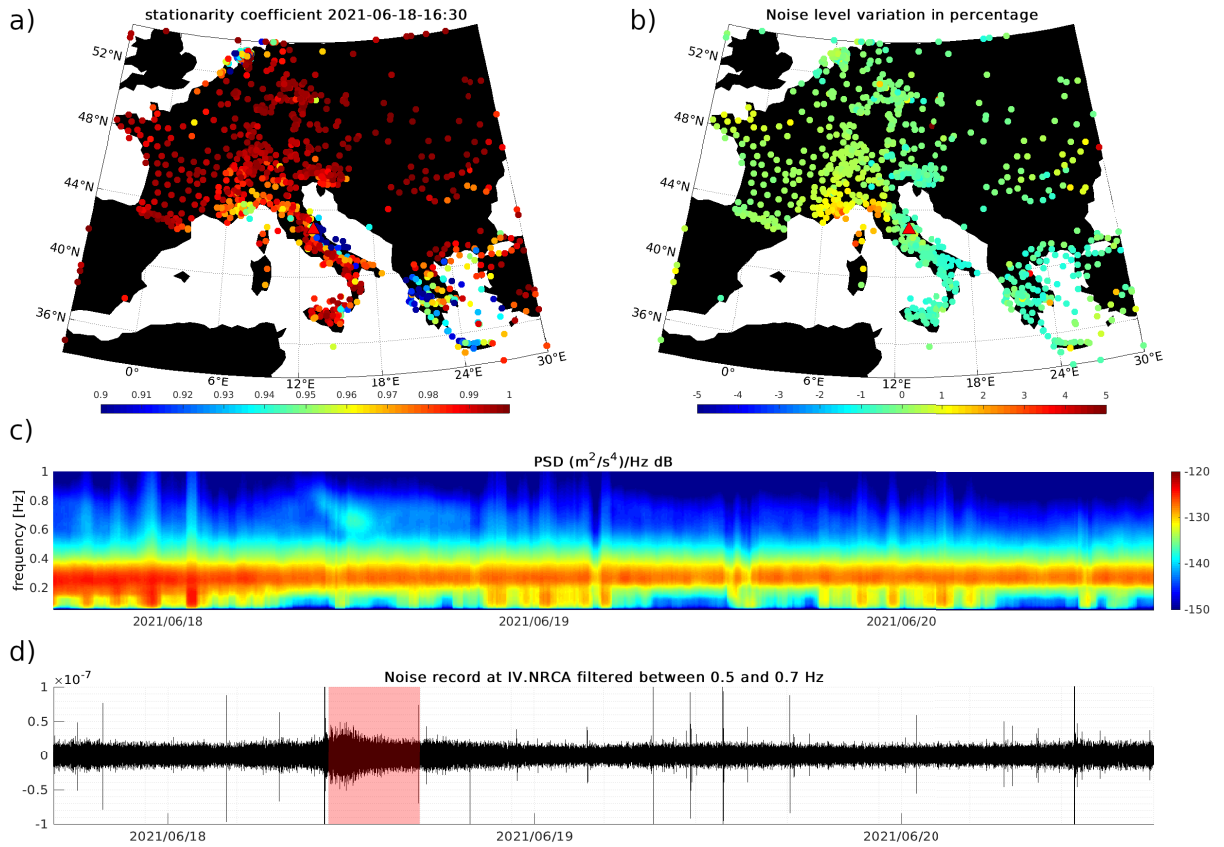 a)
stationarity coefficient 2021-06-18-16:30
52°N
48°N
44°N
40°N
36°N
0°
6°E
12°E
18°E
24°E
30°E
0.9 0.91 0.92 0.93 0.94 0.95 0.96 0.97 0.98 0.99 1
b)
Noise level variation in percentage
52°N
48°N
44°N
40°N
36°N
0°
6°E
12°E
18°E
24°E
30°E
-5 -4 -3 -2 -1 0 1 2 3 4 5
c)
PSD (m²/s⁴)/Hz dB
frequency [Hz]
1
0.8
0.6
0.4
0.2
2021/06/18 2021/06/19 2021/06/20
-120
-130
-140
-150
d)
×10⁻⁷
Noise record at IV.NRCA filtered between 0.5 and 0.7 Hz
1
0.5
0
-0.5
-1
2021/06/18 2021/06/19 2021/06/20